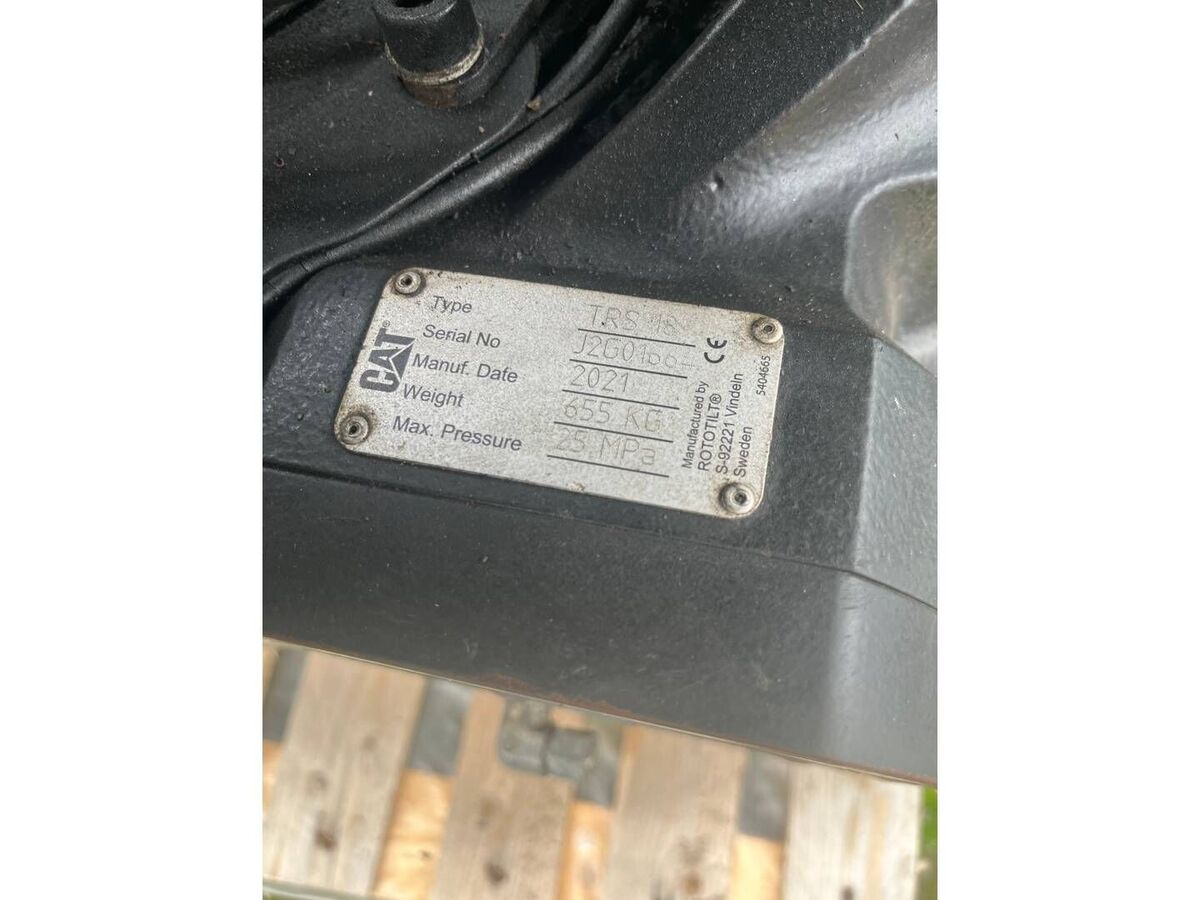 CAT®
Type TRS 18
Serial No
Manuf. Date 2021
Weight 655 KG
Max. Pressure 25 MPa
CE
Manufactured by
ROTOTILT®
S-92221 Vindeln
Sweden
5404665